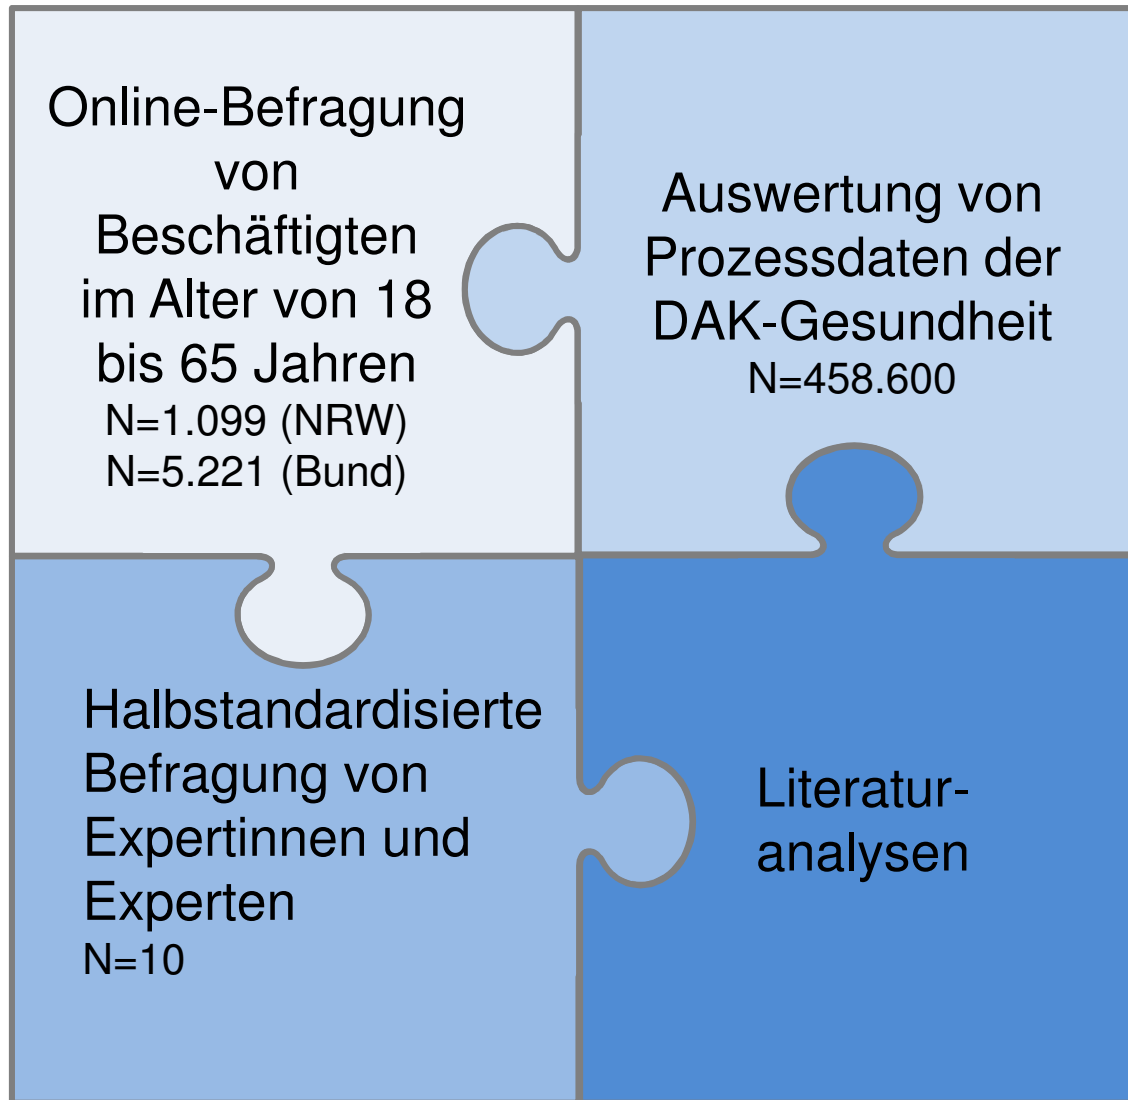 Online-Befragung
von
Beschäftigten
im Alter von 18
bis 65 Jahren
N=1.099 (NRW)
N=5.221 (Bund)
Auswertung von
Prozessdaten der
DAK-Gesundheit
N=458.600
Halbstandardisierte
Befragung von
Expertinnen und
Experten
N=10
Literatur-
analysen